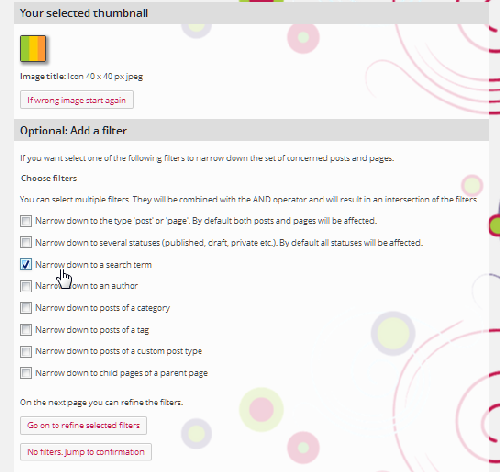 Your selected thumbnail
Image title: Icon 40 x 40 px jpeg
If wrong image start again
Optional: Add a filter
If you want select one of the following filters to narrow down the set of concerned posts and pages.
Choose filters
You can select multiple filters. They will be combined with the AND operator and will result in an intersection of the filters
Narrow down to the type 'post' or 'page'. By default both posts and pages will be affected.
Narrow down to several statuses (published, draft, private etc.). By default all statuses will be affected.
Narrow down to a search term
Narrow down to an author
Narrow down to posts of a category
Narrow down to posts of a tag
Narrow down to posts of a custom post type
Narrow down to child pages of a parent page
On the next page you can refine the filters.
Go on to refine selected filters
No filters. Jump to confirmation